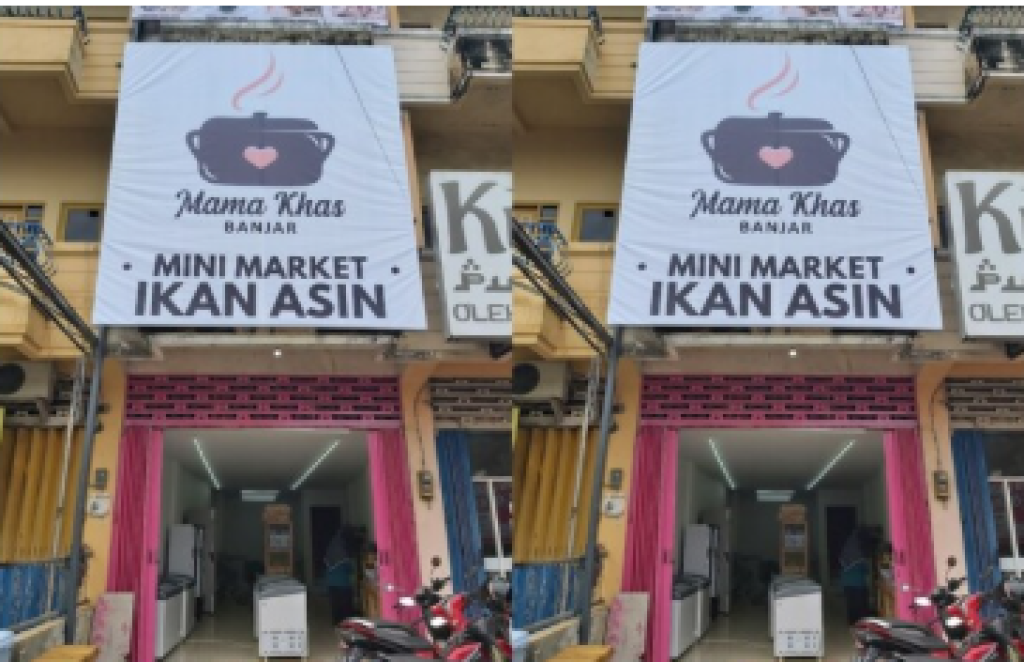 Mama Khas
BANJAR
• MINI MARKET •
IKAN ASIN
Mama Khas
BANJAR
• MINI MARKET •
IKAN ASIN